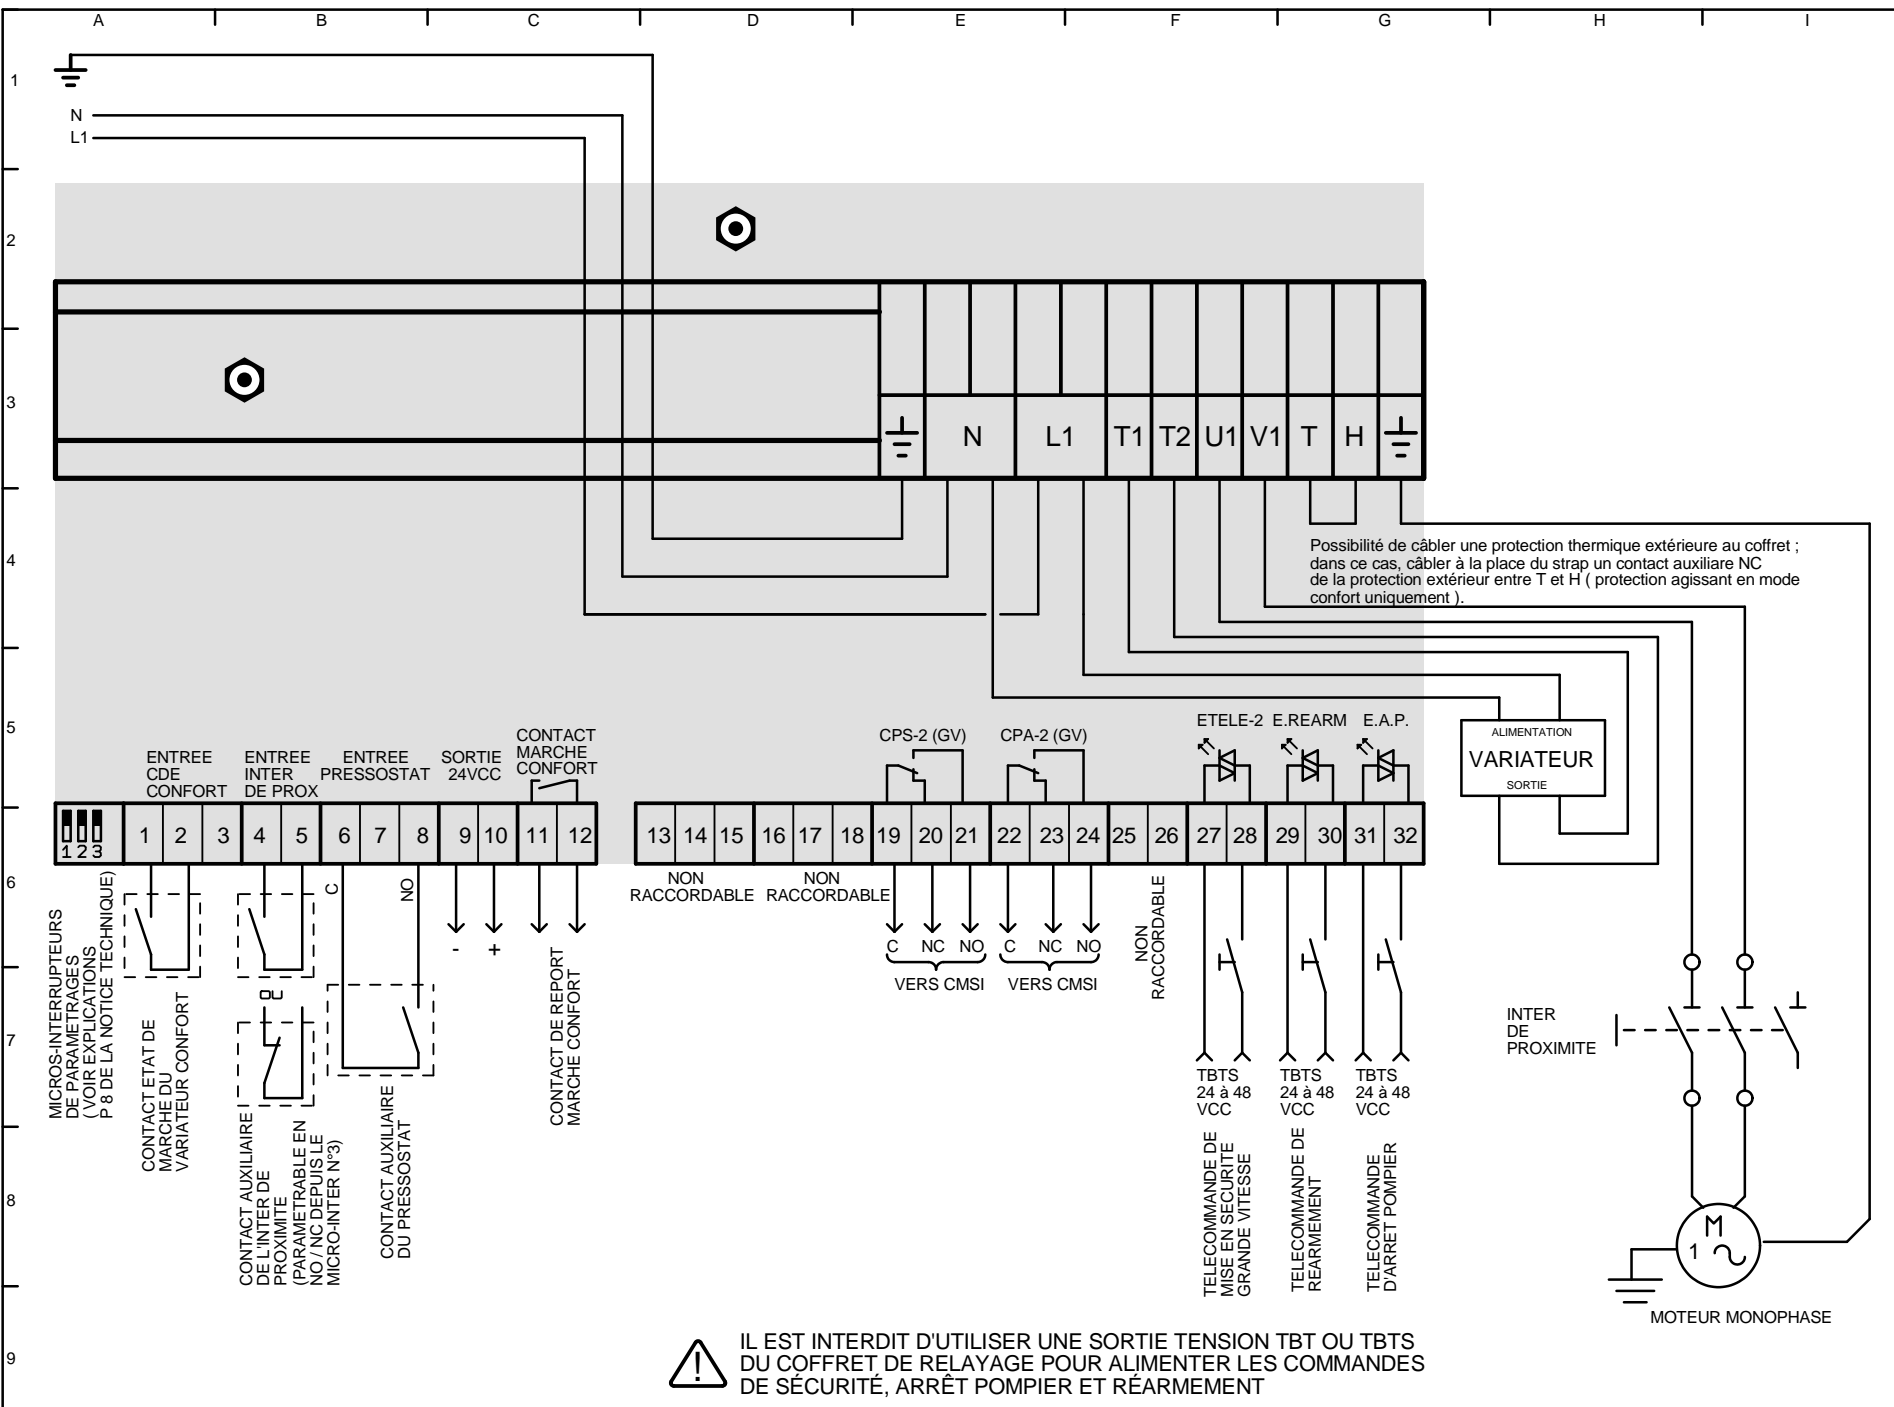 A B C D E F G H I
1
N
L1
2
3
N L1 T1 T2 U1 V1 T H
4
Possibilité de câbler une protection thermique extérieure au coffret ;
dans ce cas, câbler à la place du strap un contact auxiliare NC
de la protection extérieur entre T et H ( protection agissant en mode
confort uniquement ).
5
ENTREE
CDE
CONFORT
ENTREE
INTER
DE PROX
ENTREE
PRESSOSTAT
SORTIE
24VCC
CONTACT
MARCHE
CONFORT
CPS-2 (GV)
CPA-2 (GV)
ETELE-2
E.REARM
E.A.P.
ALIMENTATION
VARIATEUR
SORTIE
1 2 3
1 2 3 4 5 6 7 8 9 10 11 12
13 14 15 16 17 18 19 20 21 22 23 24 25 26 27 28 29 30 31 32
6
MICROS-INTERRUPTEURS
DE PARAMETRAGES
( VOIR EXPLICATIONS
P 8 DE LA NOTICE TECHNIQUE)
C
NO
- +
NON
RACCORDABLE
NON
RACCORDABLE
C NC NO
VERS CMSI
C NC NO
VERS CMSI
NON
RACCORDABLE
7
CONTACT ETAT DE
MARCHE DU
VARIATEUR CONFORT
OU
CONTACT AUXILIAIRE
DE L'INTER DE
PROXIMITE
(PARAMETRABLE EN
NO / NC DEPUIS LE
MICRO-INTER N°3)
CONTACT AUXILIAIRE
DU PRESSOSTAT
CONTACT DE REPORT
MARCHE CONFORT
TBTS
24 à 48
VCC
TBTS
24 à 48
VCC
TBTS
24 à 48
VCC
INTER
DE
PROXIMITE
8
TELECOMMANDE DE
MISE EN SECURITE
GRANDE VITESSE
TELECOMMANDE DE
REARMEMENT
TELECOMMANDE
D'ARRET POMPIER
M
1
MOTEUR MONOPHASE
9
!
IL EST INTERDIT D'UTILISER UNE SORTIE TENSION TBT OU TBTS
DU COFFRET DE RELAYAGE POUR ALIMENTER LES COMMANDES
DE SÉCURITÉ, ARRÊT POMPIER ET RÉARMEMENT